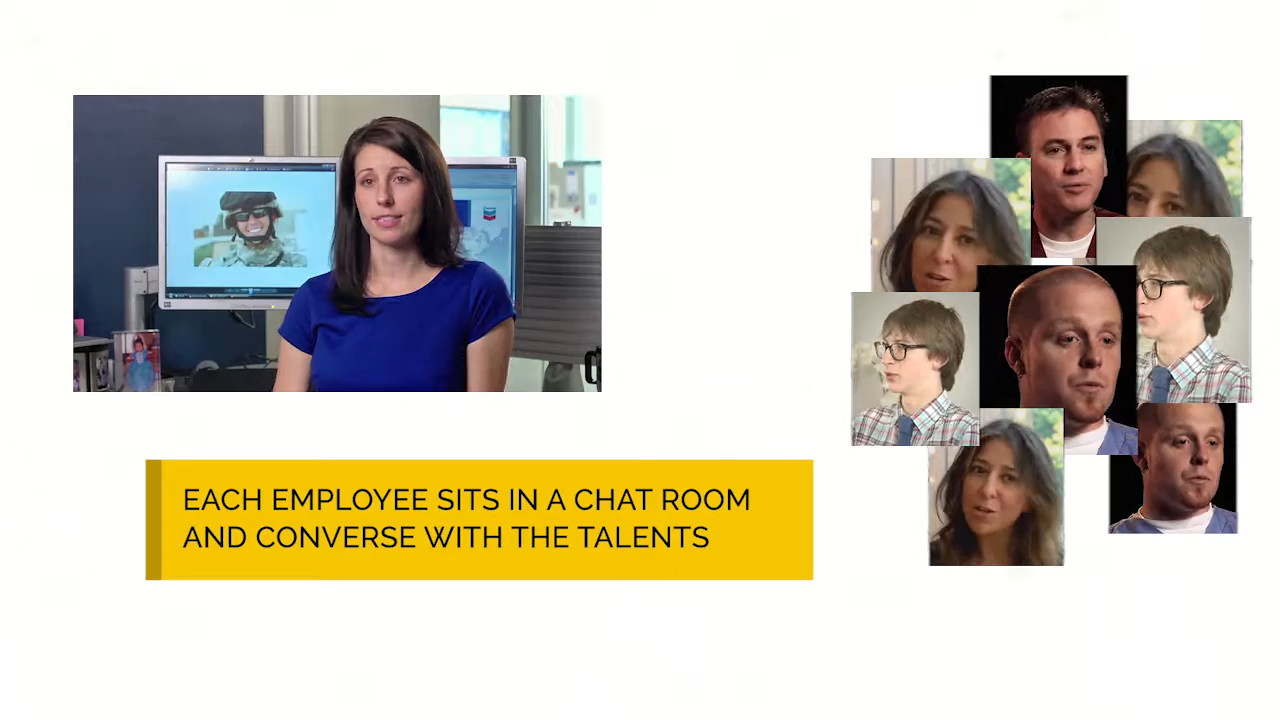 EACH EMPLOYEE SITS IN A CHAT ROOM
AND CONVERSE WITH THE TALENTS